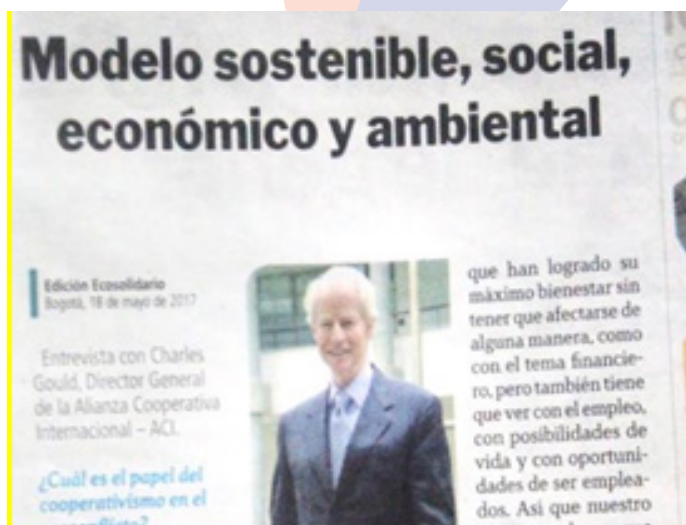 Modelo sostenible, social,
económico y ambiental
Edición Ecosolidario
Bogotá, 18 de mayo de 2017
Entrevista con Charles
Gould, Director General
de la Alianza Cooperativa
Internacional – ACI.
¿Cuál es el papel del
cooperativismo en el
que han logrado su
máximo bienestar sin
tener que afectarse de
alguna manera, como
con el tema financie-
ro, pero también tiene
que ver con el empleo,
con posibilidades de
vida y con oportuni-
dades de ser emplea-
dos. Así que nuestro